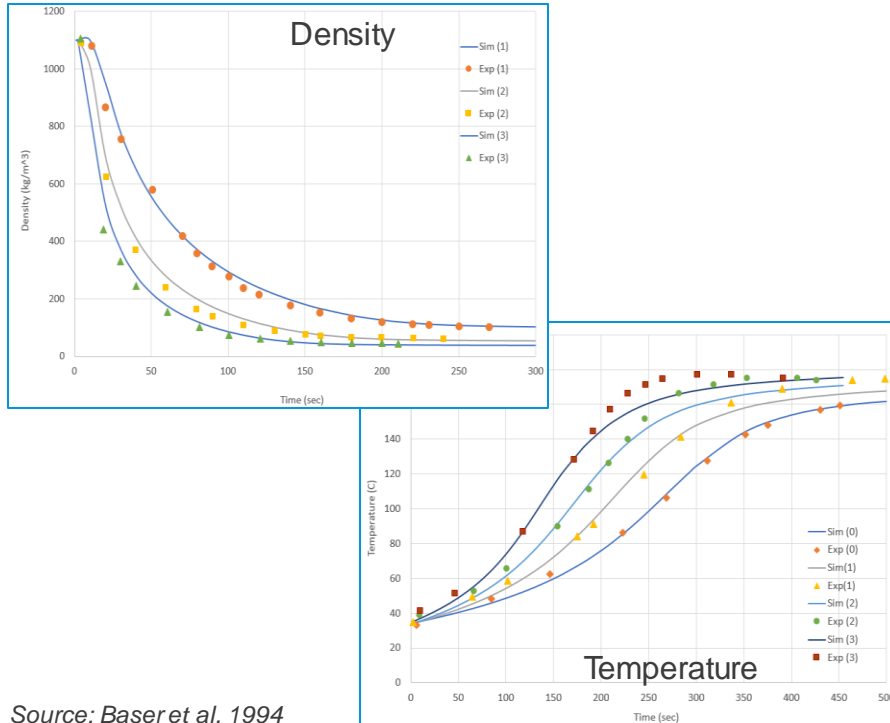 Density
1200
1000
800
600
400
200
0
0 50 100 150 200 250 300
Density (kg/m^3)
Time (sec)
Sim (1)
Exp (1)
Sim (2)
Exp (2)
Sim (3)
Exp (3)
140
120
100
80
60
40
20
0
0 50 100 150 200 250 300 350 400 450 500
Temperature (C)
Time (sec)
Sim (0)
Exp (0)
Sim(1)
Exp(1)
Sim (2)
Exp (2)
Sim (3)
Exp (3)
Temperature
Source: Baser et al. 1994